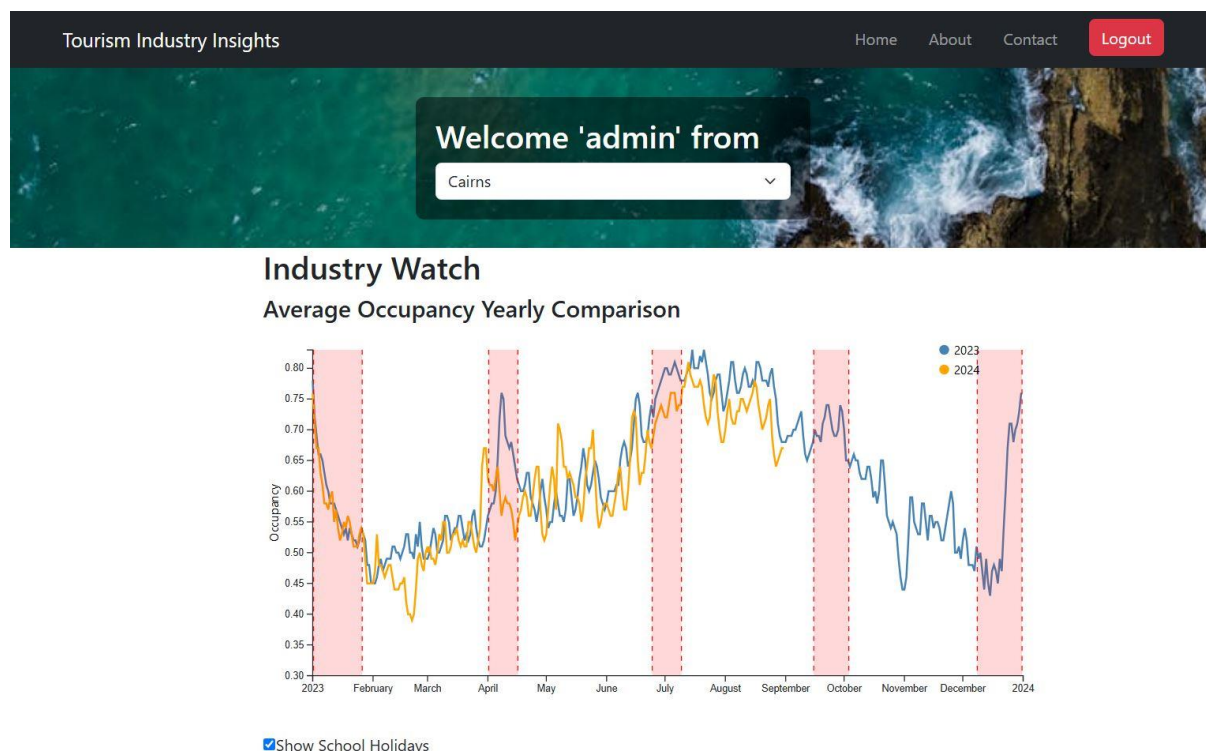 Tourism Industry Insights Home About Contact Logout
Welcome 'admin' from
Cairns
Industry Watch
Average Occupancy Yearly Comparison
2023
2024
0.80
0.75
0.70
0.65
0.60
0.55
0.50
0.45
0.40
0.35
0.30
Occupancy
2023 February March April May June July August September October November December 2024
Show School Holidays